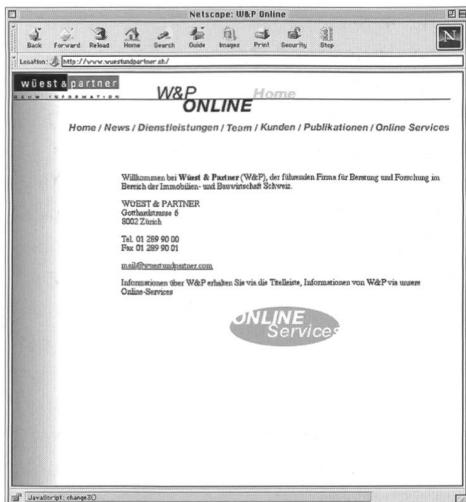 Netscape: W&P Online
Back Forward Reload Home Search Guide Images Print Security Stop
N
Location: http://www.wuestundpartner.ch/
wüest & partner
RAUM INFORMATION
W&P
ONLINE
Home
Home / News / Dienstleistungen / Team / Kunden / Publikationen / Online Services
Willkommen bei Wüest & Partner (W&P), der führenden Firma für Beratung und Forschung im
Bereich der Immobilien- und Bauwirtschaft Schweiz.
WÜEST & PARTNER
Gotthardstrasse 6
8002 Zürich
Tel. 01 289 90 00
Fax 01 289 90 01
mail@wuestundpartner.com
Informationen über W&P erhalten Sie via die Titelleiste, Informationen von W&P via unsere
Online-Services
ONLINE
Services
JavaScript: change3()